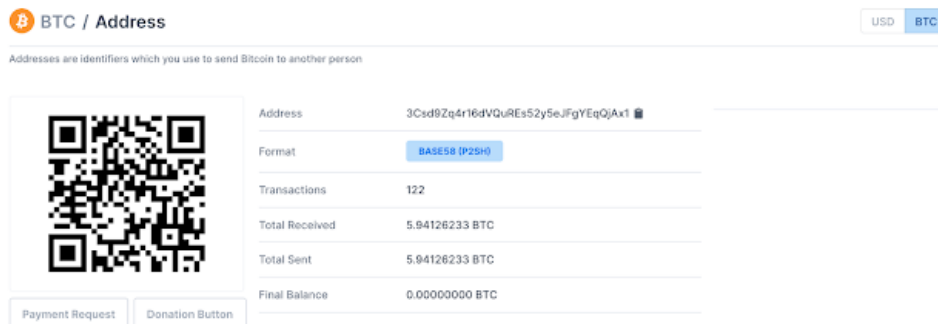 BTC / Address
USD BTC
Addresses are identifiers which you use to send Bitcoin to another person
Address 3Csd9Zq4r16dVQuREs52y5eJFgYEqQjAx1
Format BASE58 (P2SH)
Transactions 122
Total Received 5.94126233 BTC
Total Sent 5.94126233 BTC
Final Balance 0.00000000 BTC
Payment Request Donation Button